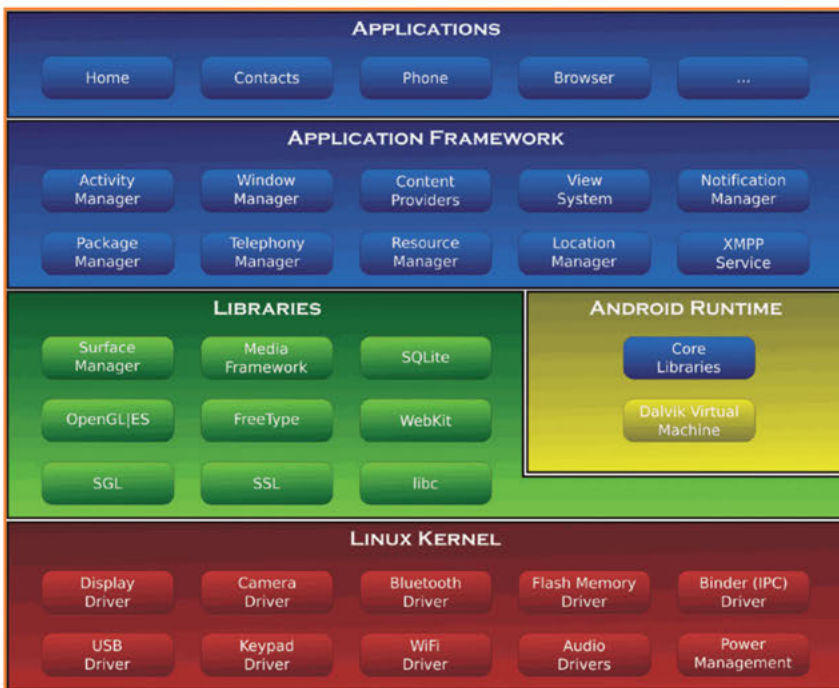 APPLICATIONS
Home Contacts Phone Browser ...
APPLICATION FRAMEWORK
Activity Manager
Window Manager
Content Providers
View System
Notification Manager
Package Manager
Telephony Manager
Resource Manager
Location Manager
XMPP Service
LIBRARIES
Surface Manager
Media Framework
SQLite
OpenGL|ES
FreeType
WebKit
SGL
SSL
libc
ANDROID RUNTIME
Core Libraries
Dalvik Virtual Machine
LINUX KERNEL
Display Driver
Camera Driver
Bluetooth Driver
Flash Memory Driver
Binder (IPC) Driver
USB Driver
Keypad Driver
WiFi Driver
Audio Drivers
Power Management